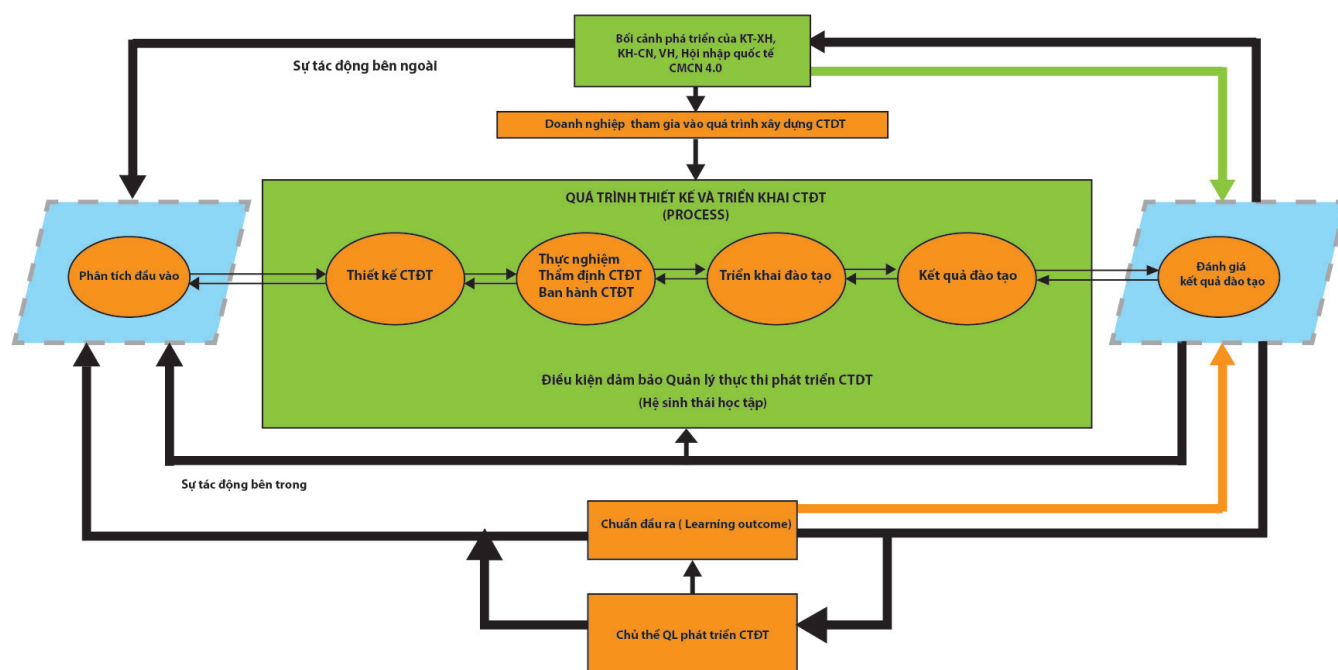 Bối cảnh phá triển của KT-XH,
KH-CN, VH, Hội nhập quốc tế
CMCN 4.0
Sự tác động bên ngoài
Doanh nghiệp tham gia vào quá trình xây dựng CTDT
QUÁ TRÌNH THIẾT KẾ VÀ TRIỂN KHAI CTĐT
(PROCESS)
Phân tích đầu vào
Thiết kế CTĐT
Thực nghiệm
Thẩm định CTĐT
Ban hành CTĐT
Triển khai đào tạo
Kết quả đào tạo
Đánh giá
kết quả đào tạo
Điều kiện đảm bảo Quản lý thực thi phát triển CTDT
(Hệ sinh thái học tập)
Sự tác động bên trong
Chuẩn đầu ra ( Learning outcome)
Chủ thể QL phát triển CTĐT